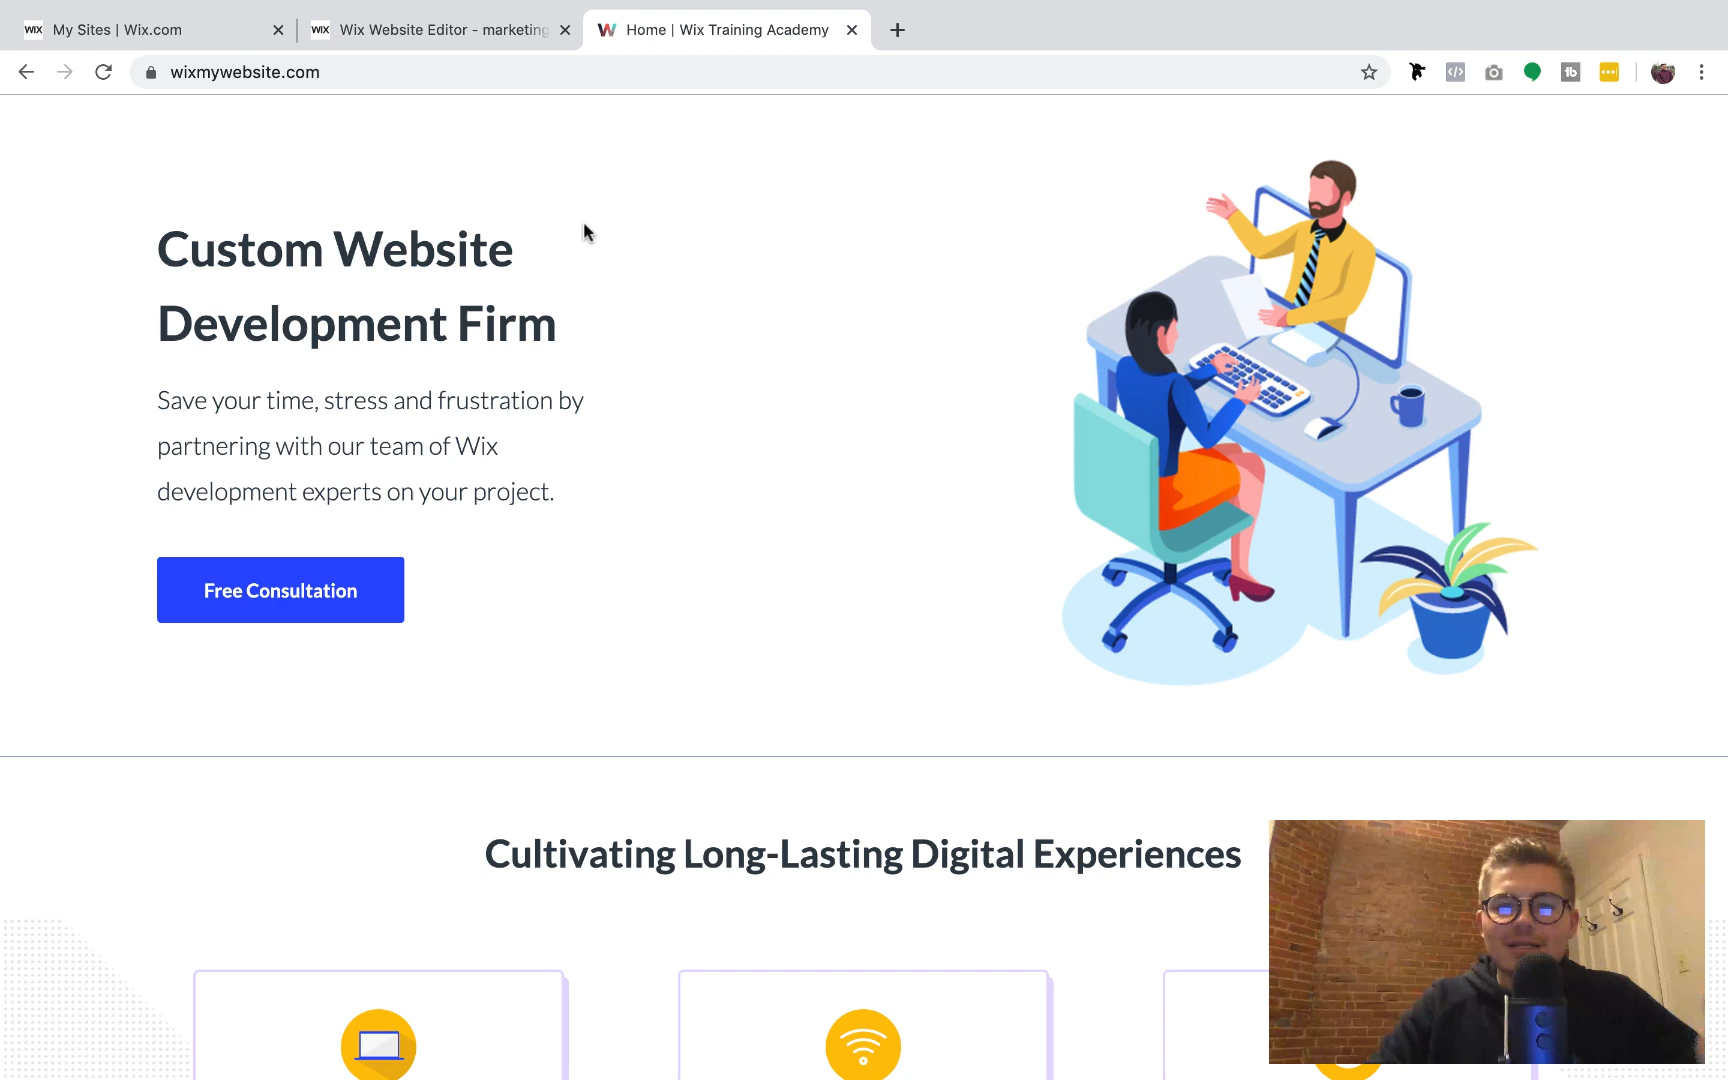 WIX My Sites | Wix.com
WIX Wix Website Editor - marketing
Home | Wix Training Academy
wixmywebsite.com
Custom Website
Development Firm
Save your time, stress and frustration by
partnering with our team of Wix
development experts on your project.
Free Consultation
Cultivating Long-Lasting Digital Experiences